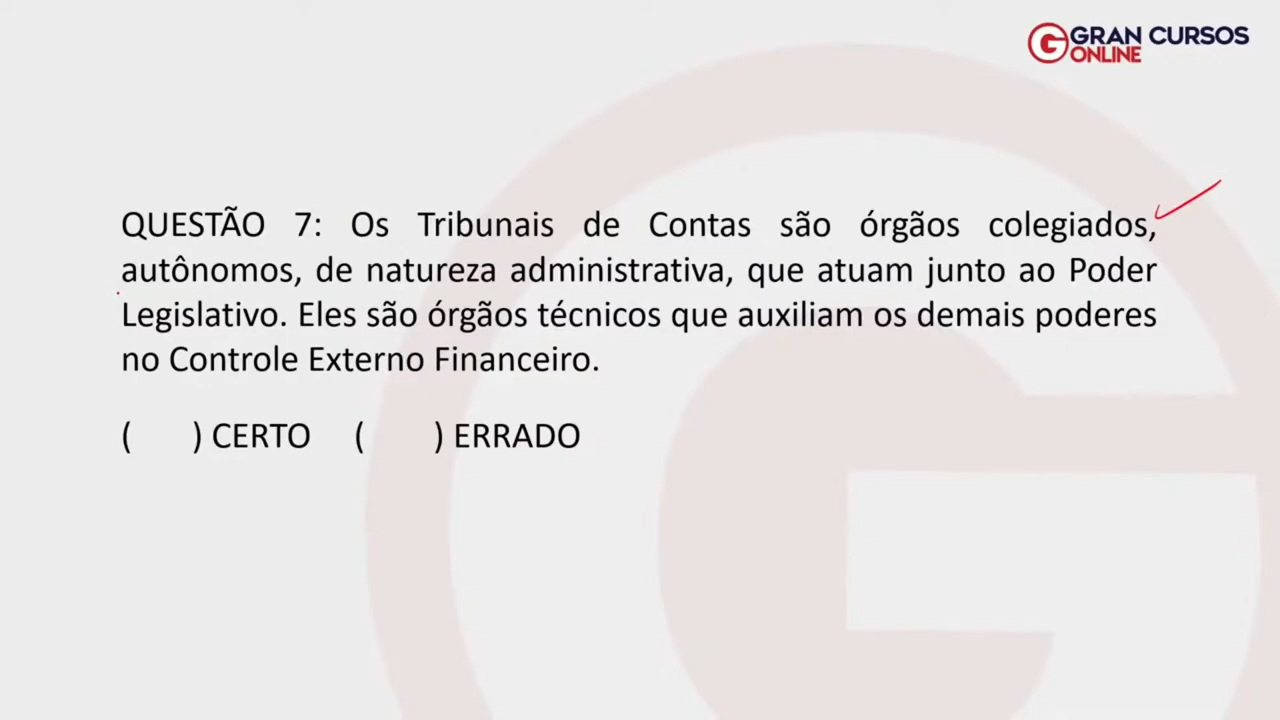 GRAN CURSOS
ONLINE
QUESTÃO 7: Os Tribunais de Contas são órgãos colegiados,
autônomos, de natureza administrativa, que atuam junto ao Poder
Legislativo. Eles são órgãos técnicos que auxiliam os demais poderes
no Controle Externo Financeiro.
( ) CERTO ( ) ERRADO